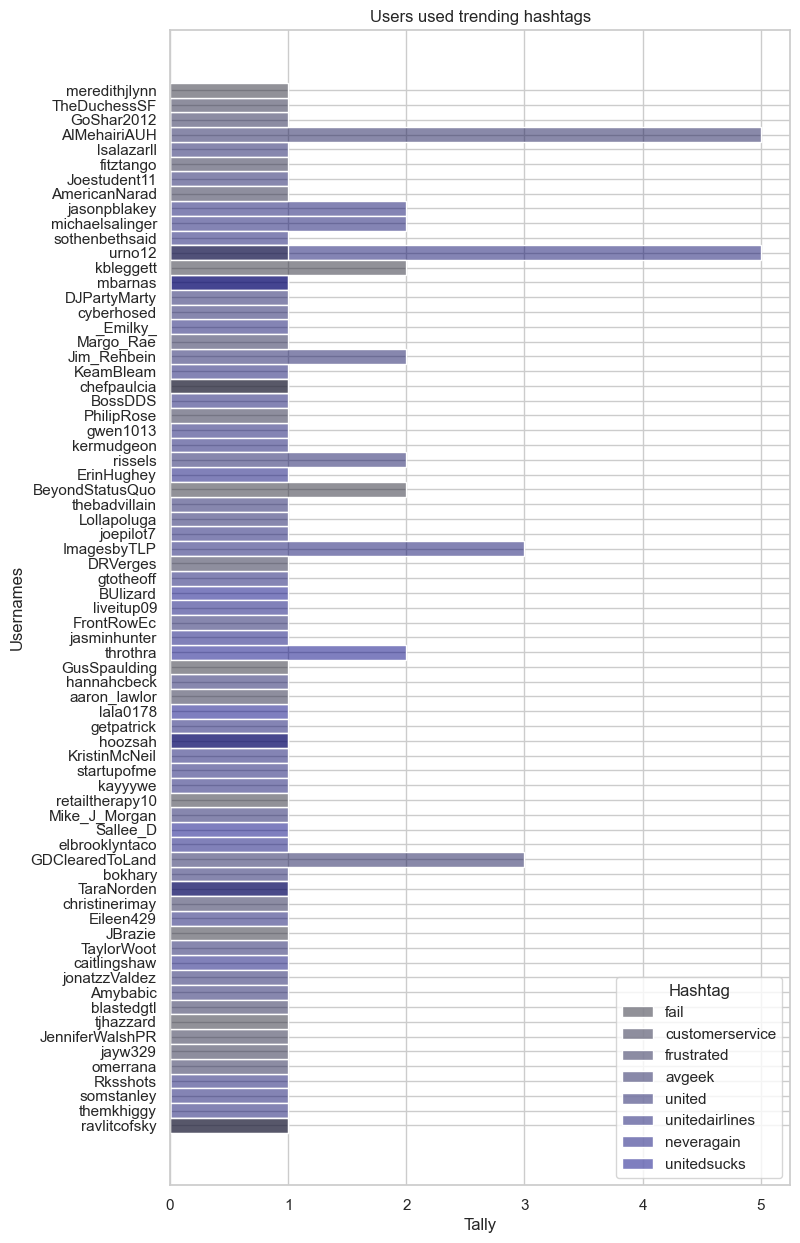 Users used trending hashtags
Usernames
meredithjlynn
TheDuchessSF
GoShar2012
AlMehairiAUH
lsalazarll
fitztango
Joestudent11
AmericanNarad
jasonpblakey
michaelsalinger
sothenbethsaid
urno12
kbleggett
mbarnas
DJPartyMarty
cyberhosed
_Emilky_
Margo_Rae
Jim_Rehbein
KeamBleam
chefpaulcia
BossDDS
PhilipRose
gwen1013
kermudgeon
rissels
ErinHughey
BeyondStatusQuo
thebadvillain
Lollapoluga
joepilot7
ImagesbyTLP
DRVerges
gtotheoff
BUlizard
liveitup09
FrontRowEc
jasminhunter
throthra
GusSpaulding
hannahcbeck
aaron_lawlor
lala0178
getpatrick
hoozsah
KristinMcNeil
startupofme
kayyywe
retailtherapy10
Mike_J_Morgan
Sallee_D
elbrooklyntaco
GDClearedToLand
bokhary
TaraNorden
christinerimay
Eileen429
JBrazie
TaylorWoot
caitlingshaw
jonatzzValdez
Amybabic
blastedgtl
tjhazzard
JenniferWalshPR
jayw329
omerrana
Rksshots
somstanley
themkhiggy
ravlitcofsky
Hashtag
fail
customerservice
frustrated
avgeek
united
unitedairlines
neveragain
unitedsucks
0 1 2 3 4 5
Tally